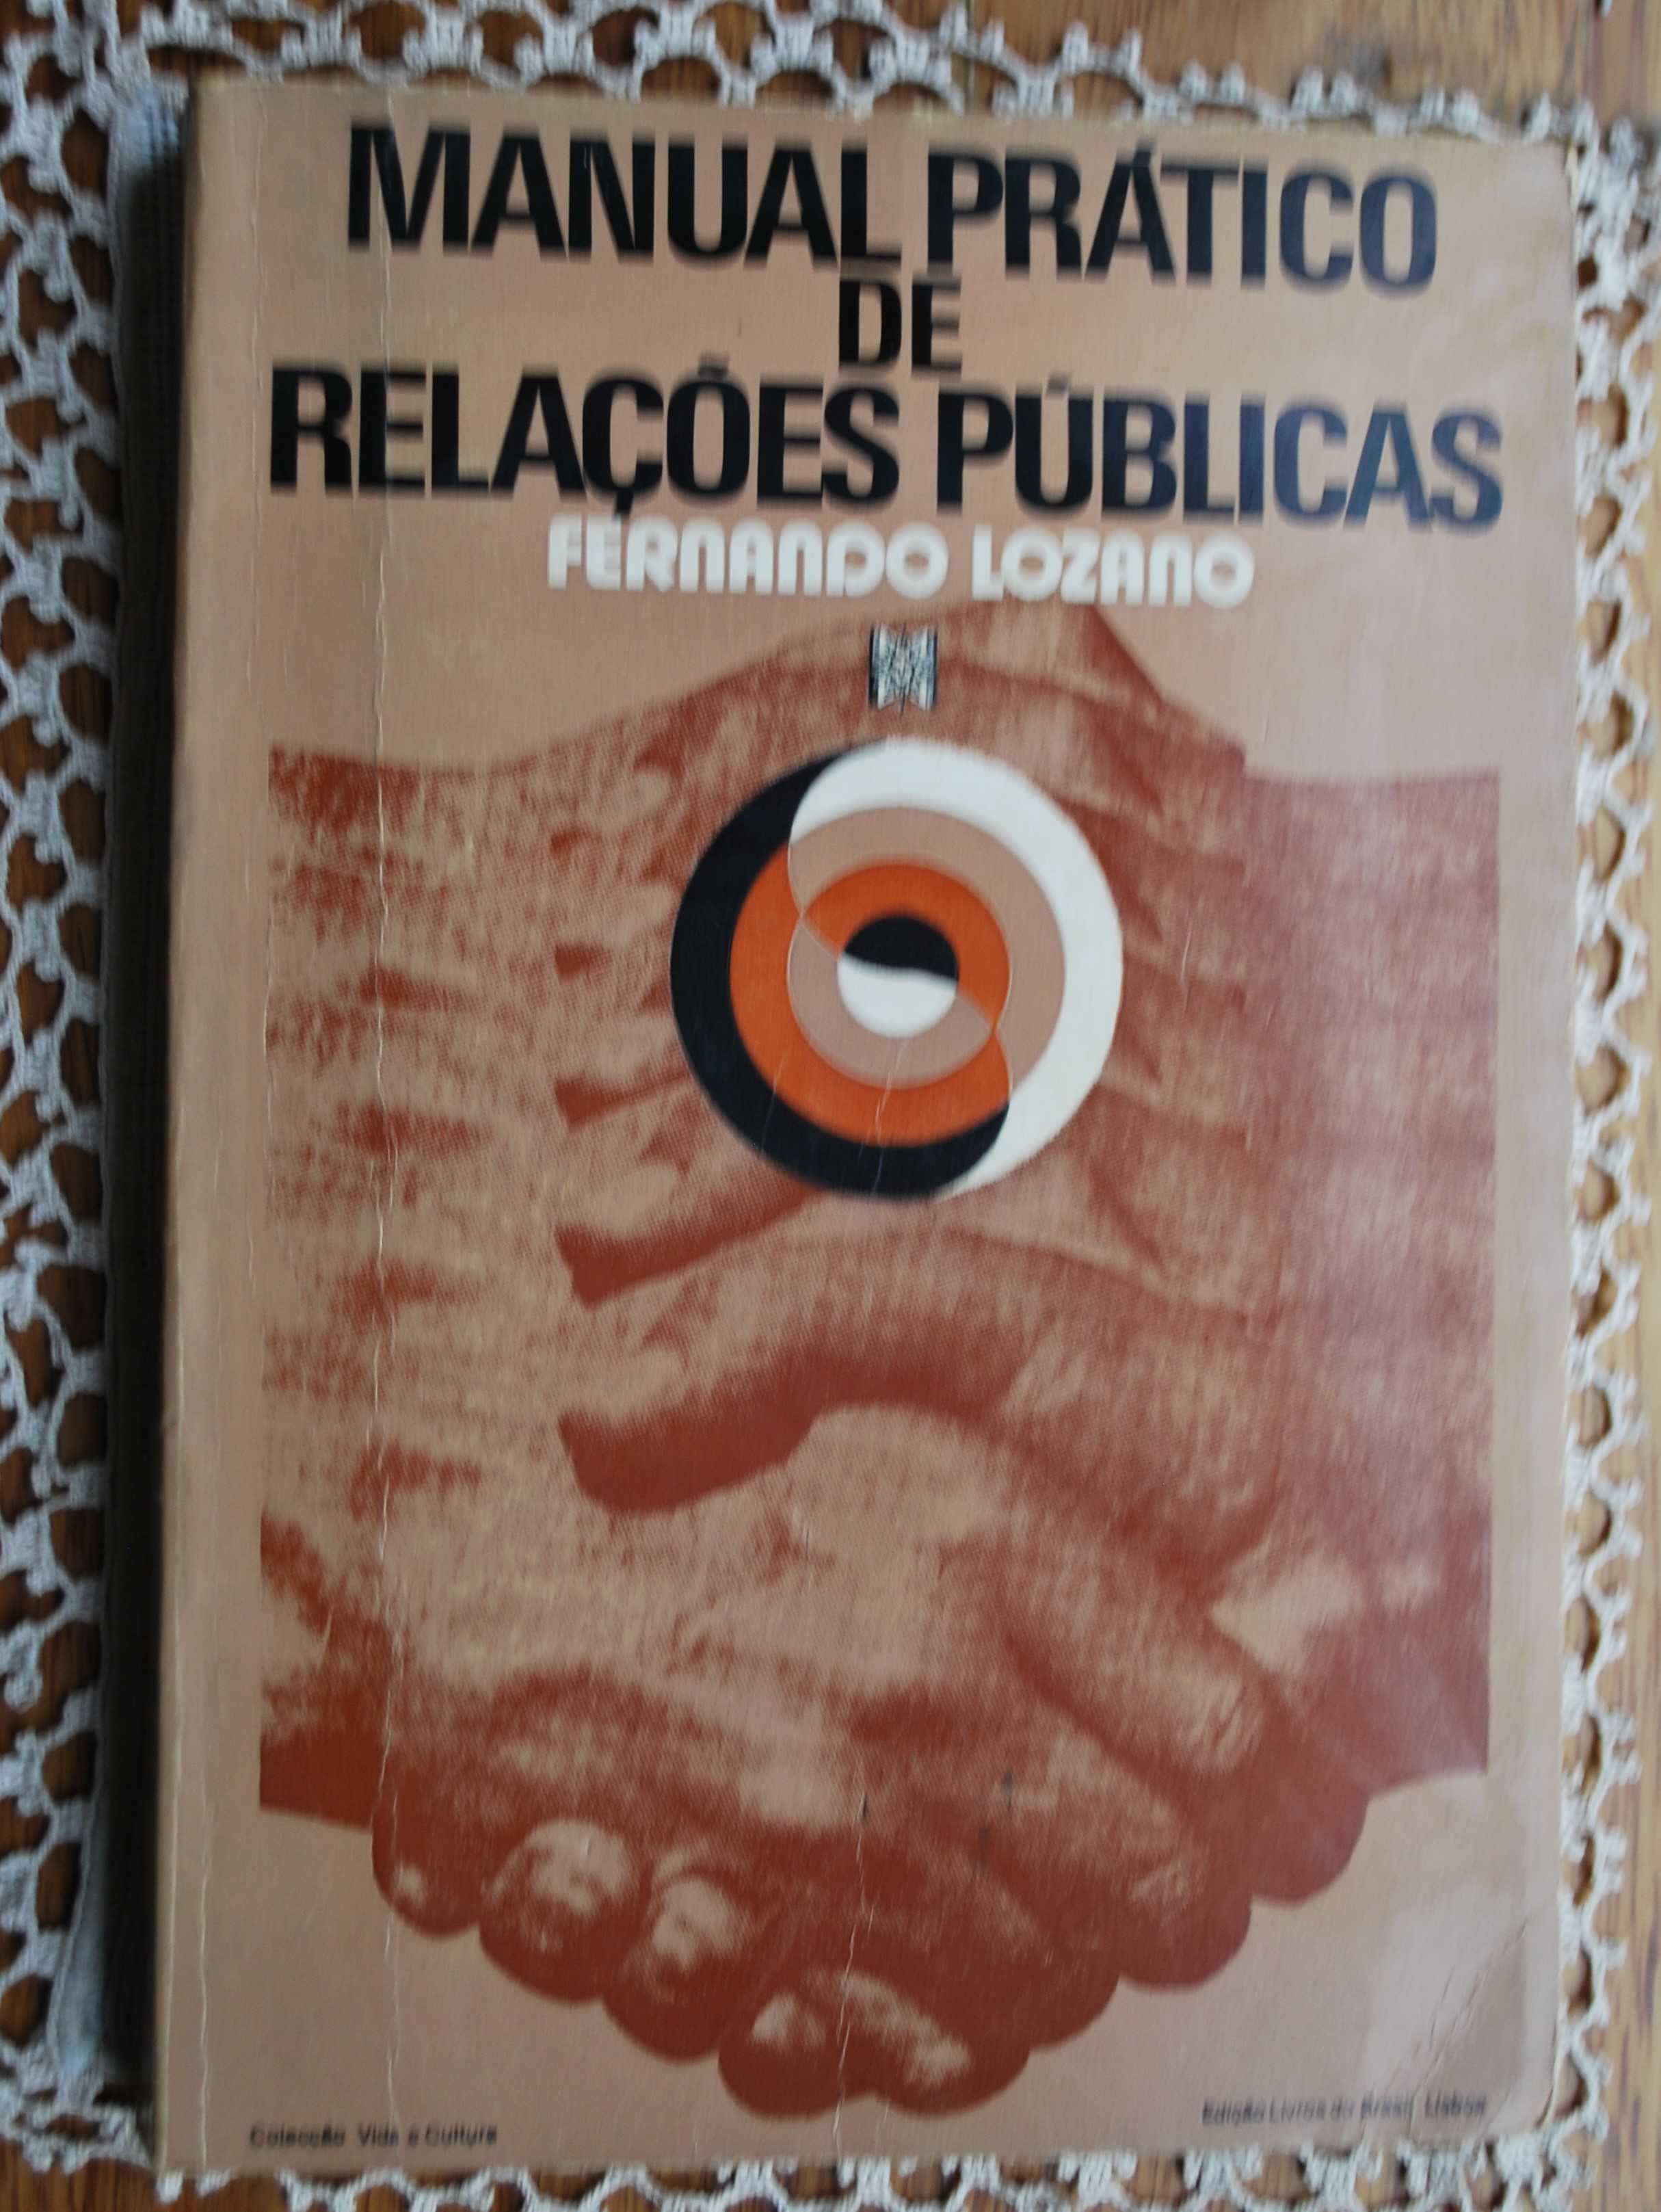 MANUAL PRÁTICO
DE
RELAÇÕES PÚBLICAS
FERNANDO LOZANO
Colecção Vida e Cultura
Edição Livros do Brasil Lisboa